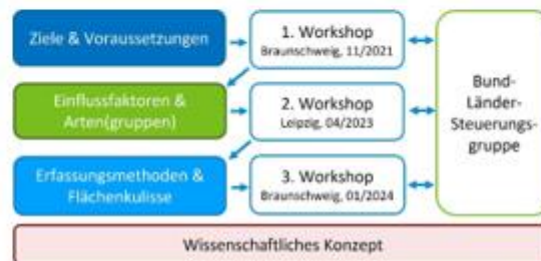 Ziele & Voraussetzungen
1. Workshop
Braunschweig, 11/2021
Einflussfaktoren &
Arten(gruppen)
2. Workshop
Leipzig, 04/2023
Erfassungsmethoden &
Flächenkulisse
3. Workshop
Braunschweig, 01/2024
Bund-
Länder-
Steuerungs-
gruppe
Wissenschaftliches Konzept